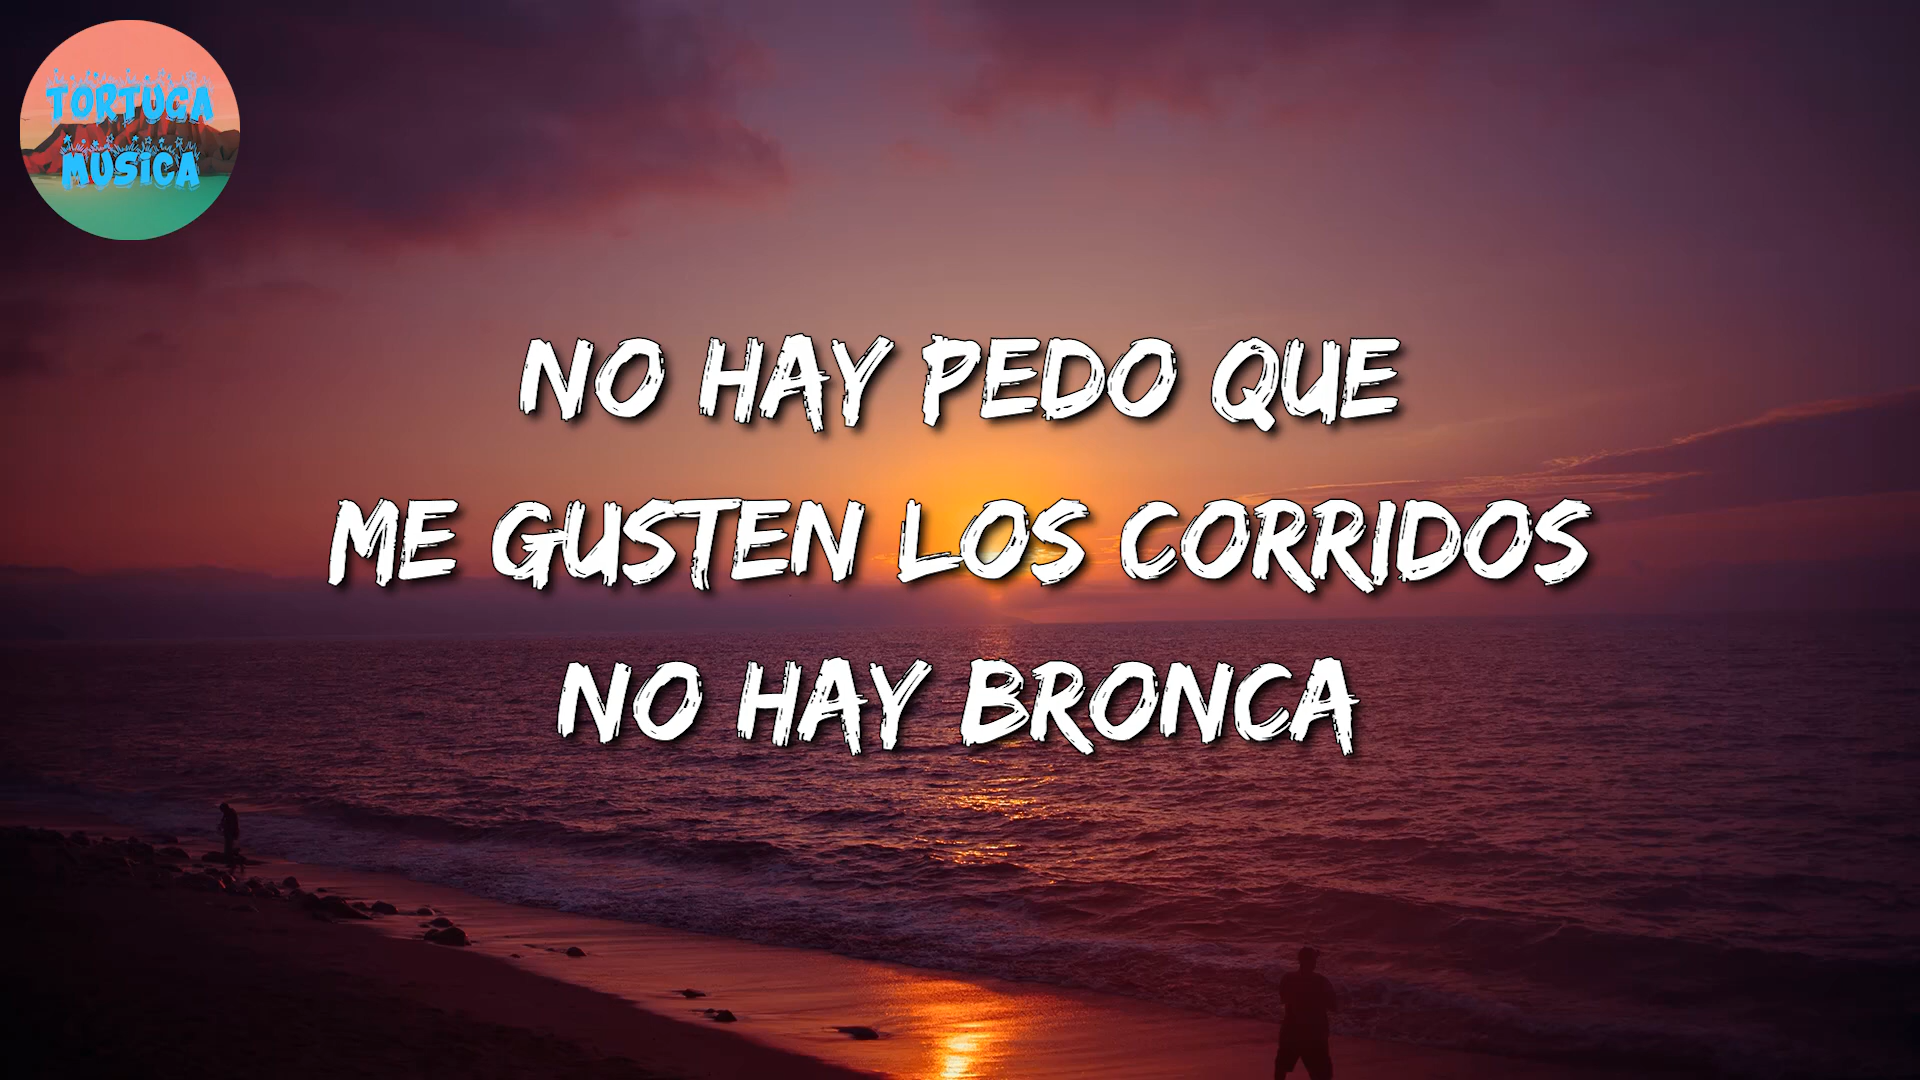 TORTUGA
MUSICA
NO HAY PEDO QUE
ME GUSTEN LOS CORRIDOS
NO HAY BRONCA